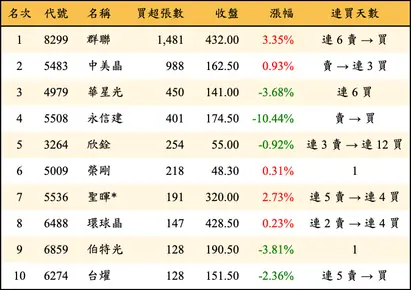 名次 代號 名稱 買超張數 收盤 漲幅 連買天數
1 8299 群聯 1,481 432.00 3.35% 連 6 賣 → 買
2 5483 中美晶 988 162.50 0.93% 賣 → 連 3 買
3 4979 華星光 450 141.00 -3.68% 連 6 買
4 5508 永信建 401 174.50 -10.44% 賣 → 買
5 3264 欣銓 254 55.00 -0.92% 連 3 賣 → 連 12 買
6 5009 榮剛 218 48.30 0.31% 1
7 5536 聖暉* 191 320.00 2.73% 連 5 賣 → 連 4 買
8 6488 環球晶 147 428.50 0.23% 連 2 賣 → 連 4 買
9 6859 伯特光 128 190.50 -3.81% 1
10 6274 台燿 128 151.50 -2.36% 連 5 賣 → 買